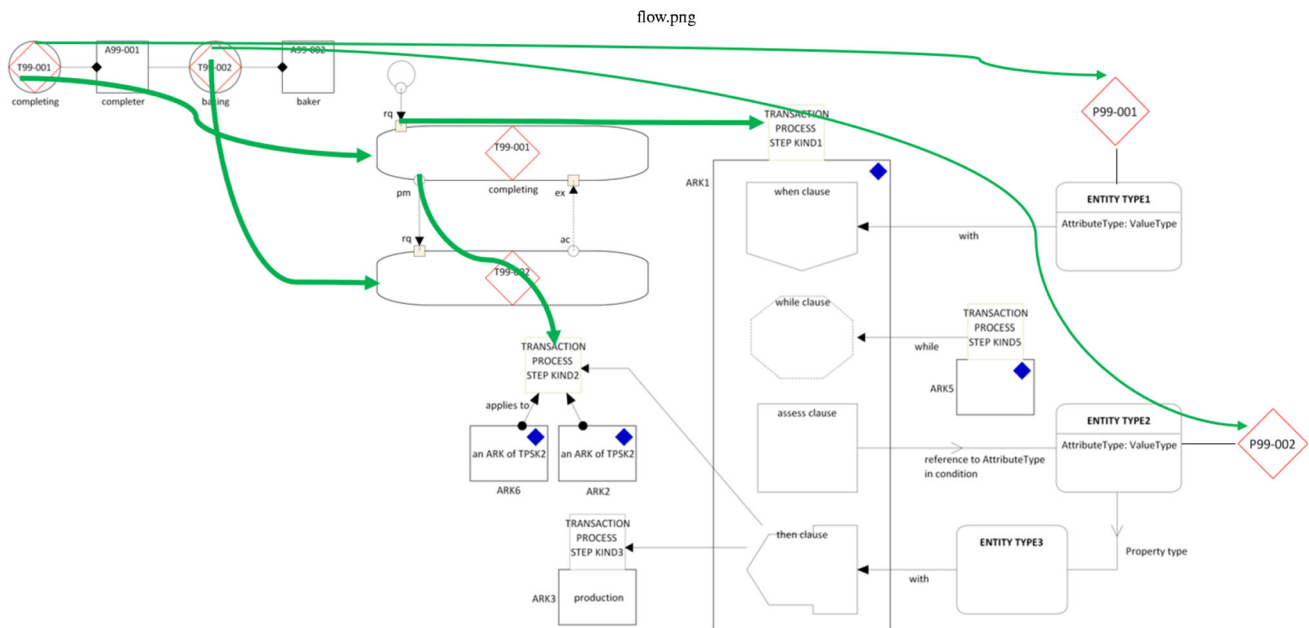 flow.png
A99-001
A99-002
T99-001
T99-002
completing
completer
baking
baker
rq
T99-001
completing
pm
ex
rq
ac
T99-002
TRANSACTION
PROCESS
STEP KIND1
ARK1
when clause
while clause
assess clause
then clause
P99-001
ENTITY TYPE1
AttributeType: ValueType
with
TRANSACTION
PROCESS
STEP KIND5
while
ARK5
ENTITY TYPE2
AttributeType: ValueType
P99-002
reference to AttributeType
in condition
Property type
ENTITY TYPE3
with
TRANSACTION
PROCESS
STEP KIND2
applies to
an ARK of TPSK2
an ARK of TPSK2
ARK6
ARK2
TRANSACTION
PROCESS
STEP KIND3
ARK3
production